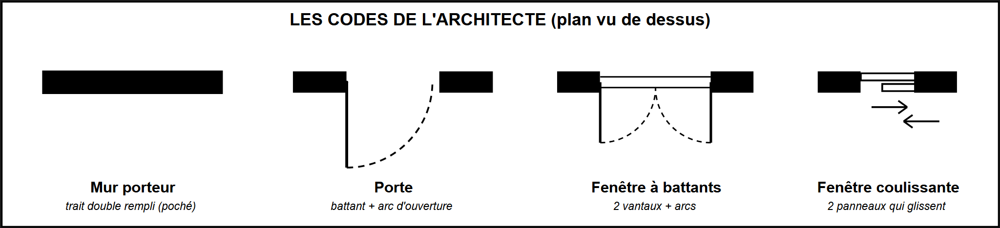 LES CODES DE L'ARCHITECTE (plan vu de dessus)
Mur porteur
trait double rempli (poché)
Porte
battant + arc d'ouverture
Fenêtre à battants
2 vantaux + arcs
Fenêtre coulissante
2 panneaux qui glissent